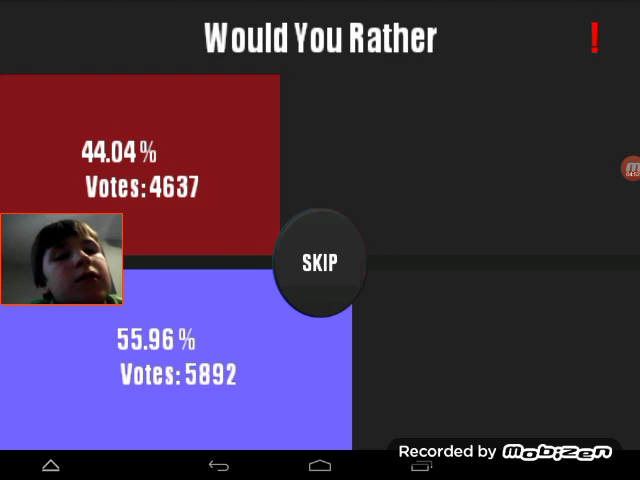 Would You Rather
!
44.04%
Votes: 4637
SKIP
55.96%
Votes: 5892
Recorded by mobizen